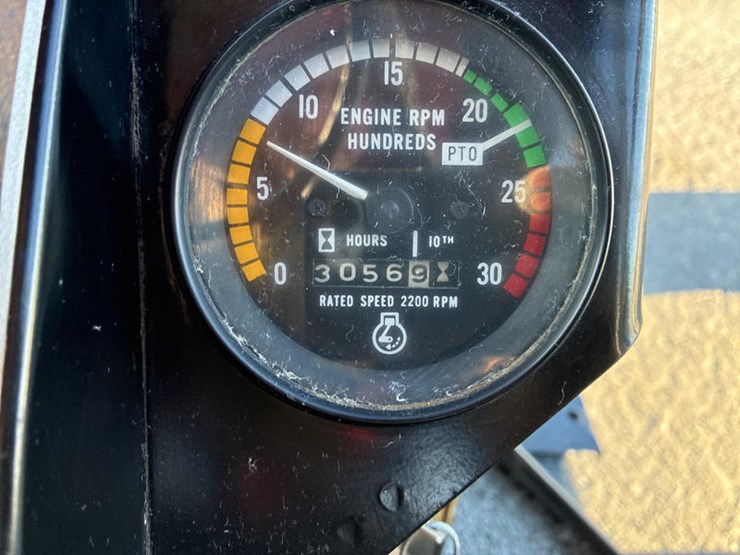 15
10
20
ENGINE RPM
HUNDREDS
PTO
5
25
HOURS
10TH
0
30569
30
RATED SPEED 2200 RPM